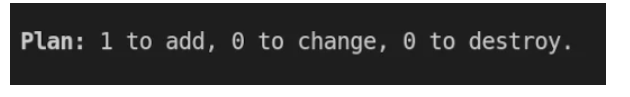 Plan: 1 to add, 0 to change, 0 to destroy.